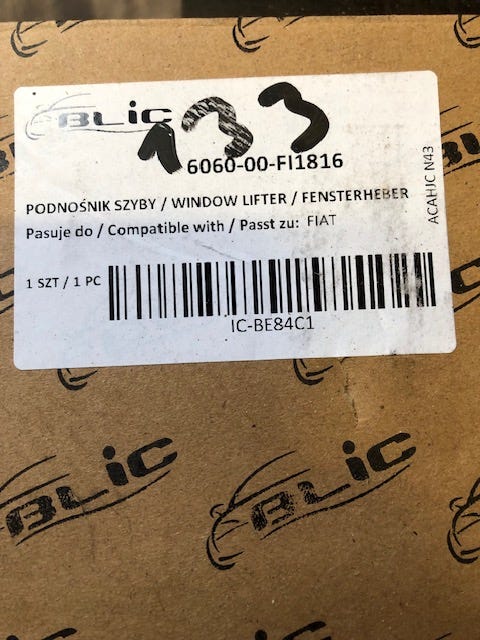 BLIC
133
6060-00-FI1816
PODNOŚNIK SZYBY / WINDOW LIFTER / FENSTERHEBER
Pasuje do / Compatible with / Passt zu: FIAT
1 SZT / 1 PC
IC-BE84C1
ACAHJC N43
BLIC
BLIC